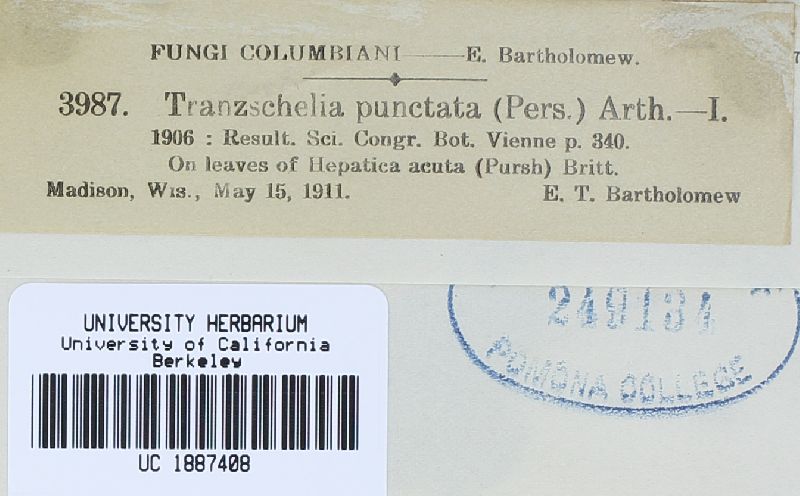 FUNGI COLUMBIANI——E. Bartholomew.
3987. Tranzschelia punctata (Pers.) Arth.—I.
1906 : Result. Sci. Congr. Bot. Vienne p. 340.
On leaves of Hepatica acuta (Pursh) Britt.
Madison, Wis., May 15, 1911. E. T. Bartholomew
UNIVERSITY HERBARIUM
University of California
Berkeley
UC 1887408
249134
POMONA COLLEGE